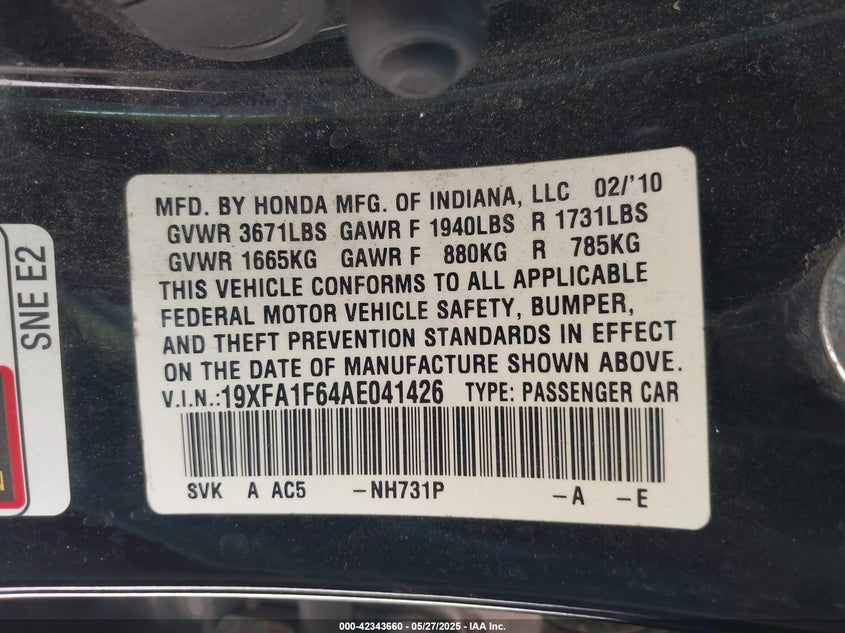 MFD. BY HONDA MFG. OF INDIANA, LLC 02/'10
GVWR 3671LBS GAWR F 1940LBS R 1731LBS
GVWR 1665KG GAWR F 880KG R 785KG
THIS VEHICLE CONFORMS TO ALL APPLICABLE
FEDERAL MOTOR VEHICLE SAFETY, BUMPER,
AND THEFT PREVENTION STANDARDS IN EFFECT
ON THE DATE OF MANUFACTURE SHOWN ABOVE.
V.I.N.:19XFA1F64AE041426 TYPE: PASSENGER CAR
SVK A AC5 -NH731P -A -E
SNE E2
000-42343660 - 05/27/2025 - IAA Inc.